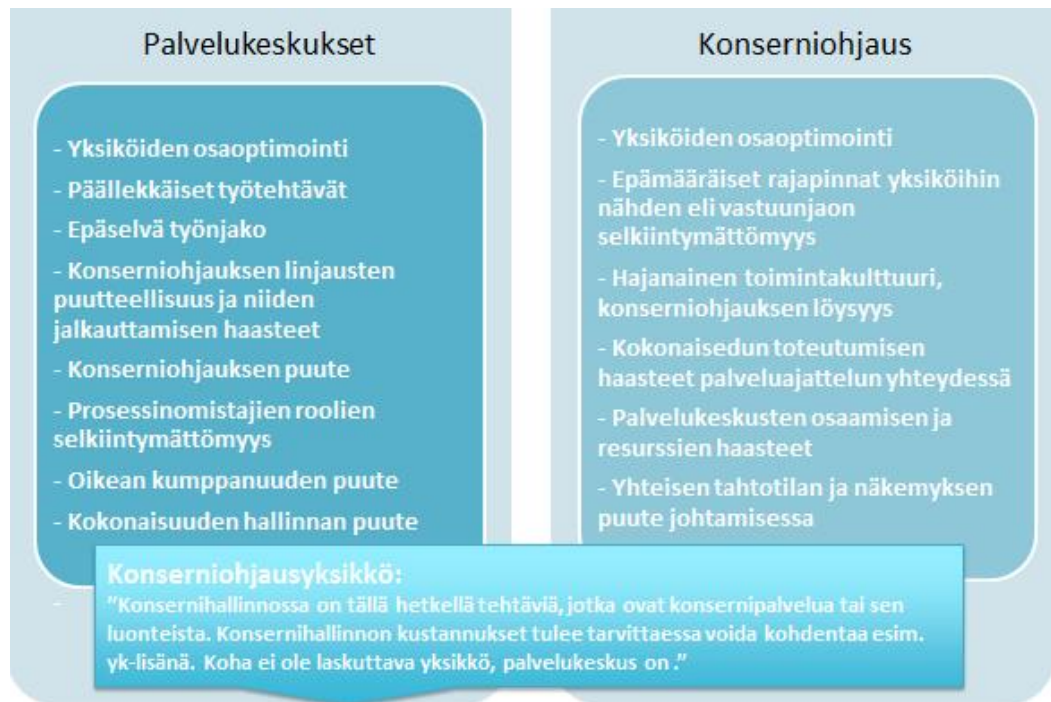 Palvelukeskukset
- Yksiköiden osaoptimointi
- Päällekkäiset työtehtävät
- Epäselvä työnjako
- Konserniohjauksen linjausten
puutteellisuus ja niiden
jalkauttamisen haasteet
- Konserniohjauksen puute
- Prosessinomistajien roolien
selkiintymättömyys
- Oikean kumppanuuden puute
- Kokonaisuuden hallinnan puute
-
Konserniohjaus
- Yksiköiden osaoptimointi
- Epämääräiset rajapinnat yksiköihin
nähden eli vastuunjaon
selkiintymättömyys
- Hajanainen toimintakulttuuri,
konserniohjauksen löysyys
- Kokonaisedun toteutumisen
haasteet palveluajattelun yhteydessä
- Palvelukeskusten osaamisen ja
resurssien haasteet
- Yhteisen tahtotilan ja näkemyksen
puute johtamisessa
Konserniohjausyksikkö:
”Konsernihallinnossa on tällä hetkellä tehtäviä, jotka ovat konsernipalvelua tai sen
luonteista. Konsernihallinnon kustannukset tulee tarvittaessa voida kohdentaa esim.
yk-lisänä. Koha ei ole laskuttava yksikkö, palvelukeskus on .”